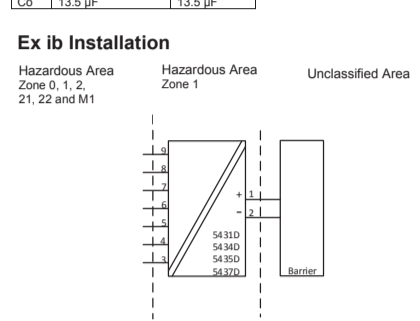 Co 13.5 µF 13.5 µF
Ex ib Installation
Hazardous Area
Zone 0, 1, 2,
21, 22 and M1
Hazardous Area
Zone 1
Unclassified Area
9
8
7
6
5
4
3
+ 1
- 2
5431D
5434D
5435D
5437D
Barrier